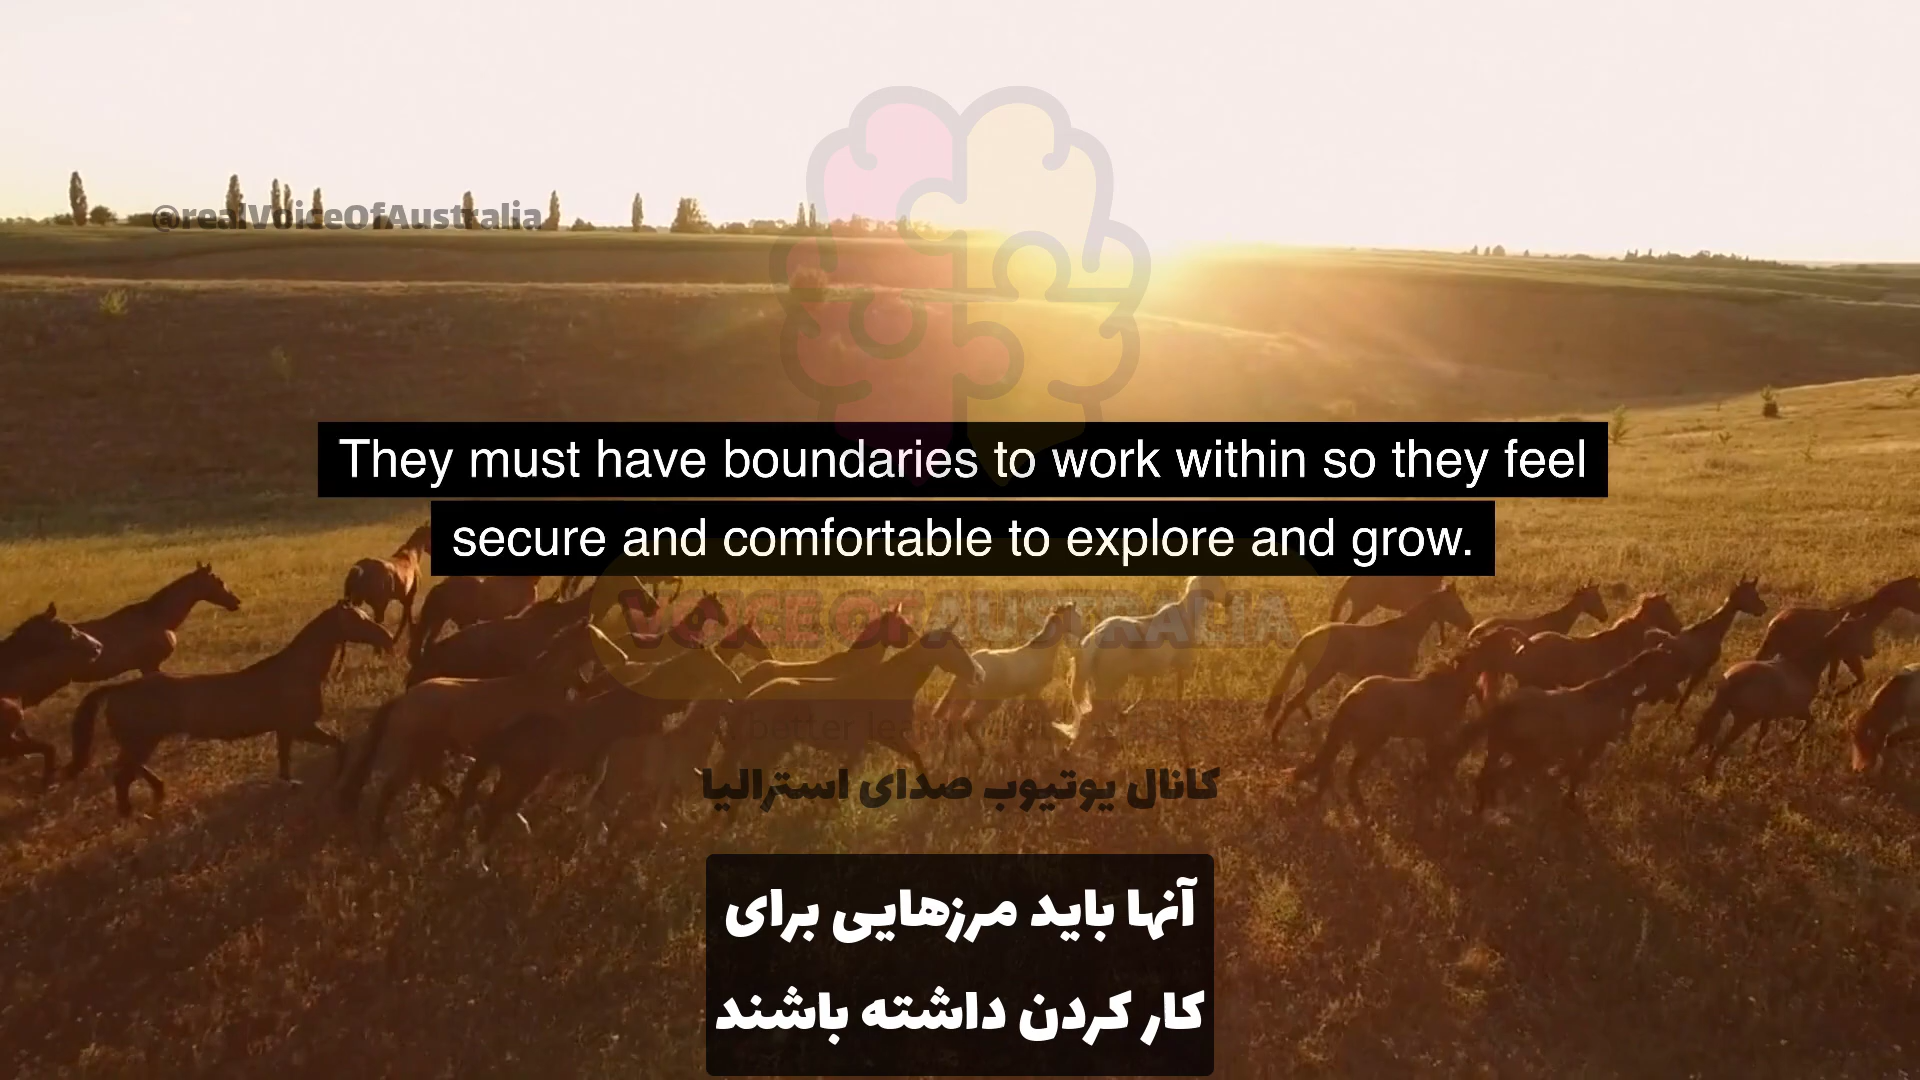 @realVoiceOfAustralia
They must have boundaries to work within so they feel
secure and comfortable to explore and grow.
VOICE OF AUSTRALIA
better
کانال یوتیوب صدای استرالیا
آنها باید مرزهایی برای
کار کردن داشته باشند